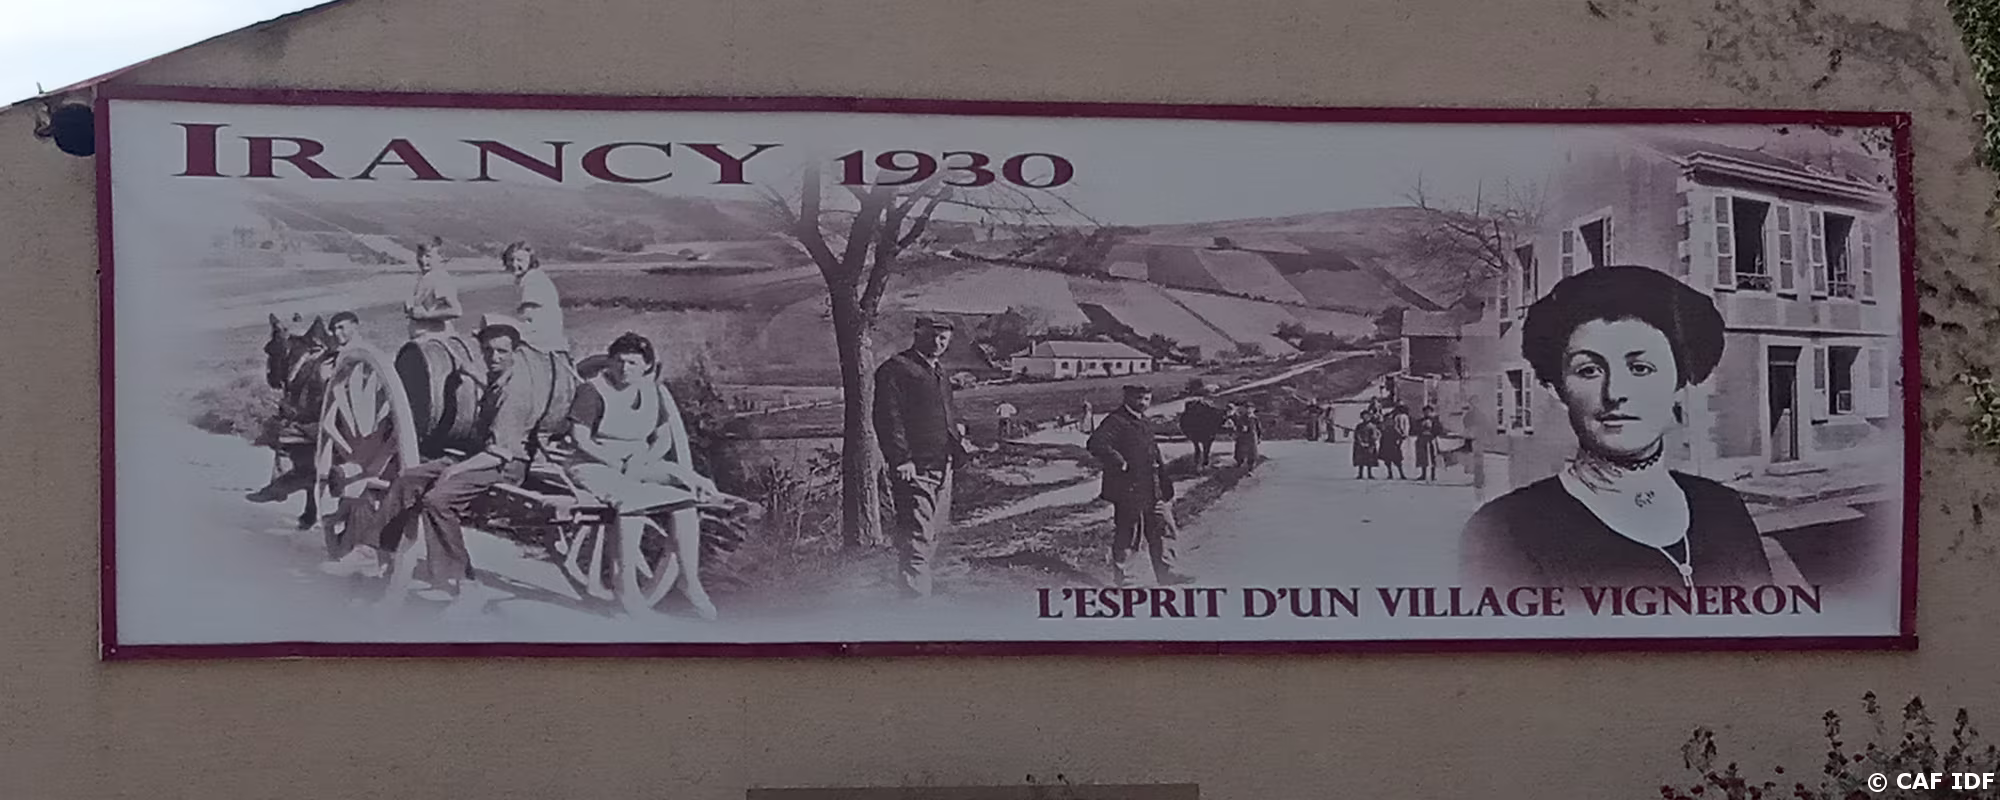 IRANCY 1930
L'ESPRIT D'UN VILLAGE VIGNERON
© CAF IDF